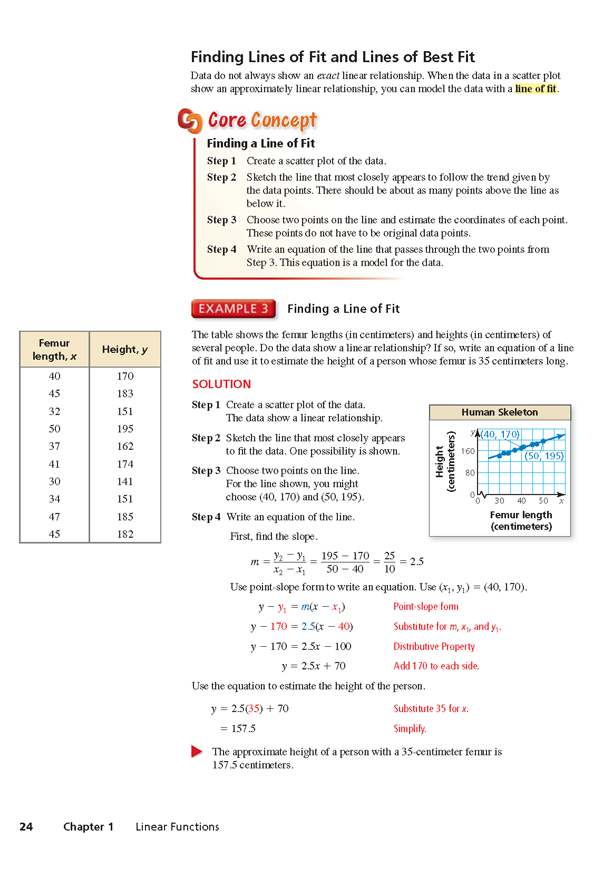 Finding Lines of Fit and Lines of Best Fit
Data do not always show an exact linear relationship. When the data in a scatter plot
show an approximately linear relationship, you can model the data with a line of fit.
Core Concept
Finding a Line of Fit
Step 1 Create a scatter plot of the data.
Step 2 Sketch the line that most closely appears to follow the trend given by
the data points. There should be about as many points above the line as
below it.
Step 3 Choose two points on the line and estimate the coordinates of each point.
These points do not have to be original data points.
Step 4 Write an equation of the line that passes through the two points from
Step 3. This equation is a model for the data.
EXAMPLE 3 Finding a Line of Fit
Femur length, x Height, y
40 170
45 183
32 151
50 195
37 162
41 174
30 141
34 151
47 185
45 182
The table shows the femur lengths (in centimeters) and heights (in centimeters) of
several people. Do the data show a linear relationship? If so, write an equation of a line
of fit and use it to estimate the height of a person whose femur is 35 centimeters long.
SOLUTION
Step 1 Create a scatter plot of the data.
The data show a linear relationship.
Step 2 Sketch the line that most closely appears
to fit the data. One possibility is shown.
Step 3 Choose two points on the line.
For the line shown, you might
choose (40, 170) and (50, 195).
Step 4 Write an equation of the line.
First, find the slope.
Human Skeleton
Height (centimeters)
y (40, 170)
160
(50, 195)
80
0
0 30 40 50 x
Femur length
(centimeters)
m = y₂ − y₁ / x₂ − x₁ = 195 − 170 / 50 − 40 = 25 / 10 = 2.5
Use point-slope form to write an equation. Use (x₁, y₁) = (40, 170).
y − y₁ = m(x − x₁) Point-slope form
y − 170 = 2.5(x − 40) Substitute for m, x₁, and y₁.
y − 170 = 2.5x − 100 Distributive Property
y = 2.5x + 70 Add 170 to each side.
Use the equation to estimate the height of the person.
y = 2.5(35) + 70 Substitute 35 for x.
= 157.5 Simplify.
The approximate height of a person with a 35-centimeter femur is
157.5 centimeters.
24 Chapter 1 Linear Functions